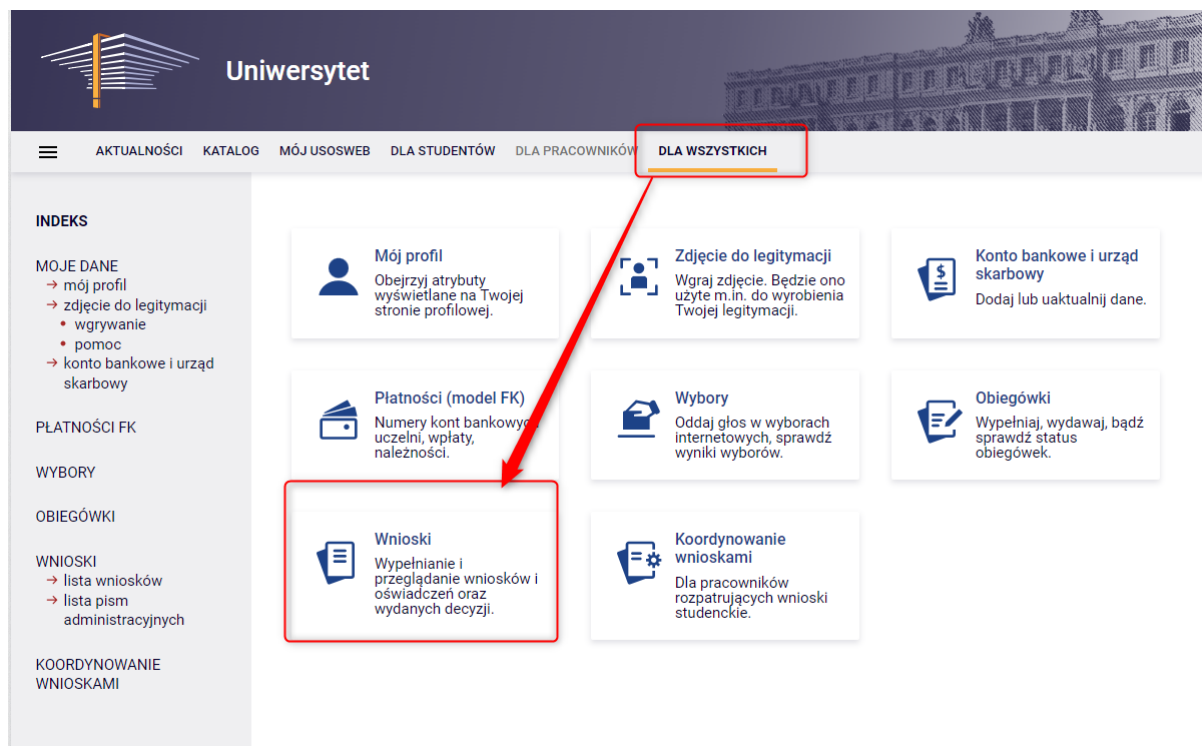 Uniwersytet
AKTUALNOŚCI KATALOG MÓJ USOSWEB DLA STUDENTÓW DLA PRACOWNIKÓW DLA WSZYSTKICH
INDEKS
MOJE DANE
→ mój profil
→ zdjęcie do legitymacji
• wgrywanie
• pomoc
→ konto bankowe i urząd
skarbowy
PŁATNOŚCI FK
WYBORY
OBIEGÓWKI
WNIOSKI
→ lista wniosków
→ lista pism
administracyjnych
KOORDYNOWANIE
WNIOSKAMI
Mój profil
Obejrzyj atrybuty
wyświetlane na Twojej
stronie profilowej.
Zdjęcie do legitymacji
Wgraj zdjęcie. Będzie ono
użyte m.in. do wyrobienia
Twojej legitymacji.
Konto bankowe i urząd
skarbowy
Dodaj lub uaktualnij dane.
Płatności (model FK)
Numery kont bankowych
uczelni, wpłaty,
należności.
Wybory
Oddaj głos w wyborach
internetowych, sprawdź
wyniki wyborów.
Obiegówki
Wypełniaj, wydawaj, bądź
sprawdź status
obiegówek.
Wnioski
Wypełnianie i
przeglądanie wniosków i
oświadczeń oraz
wydanych decyzji.
Koordynowanie
wnioskami
Dla pracowników
rozpatrujących wnioski
studenckie.